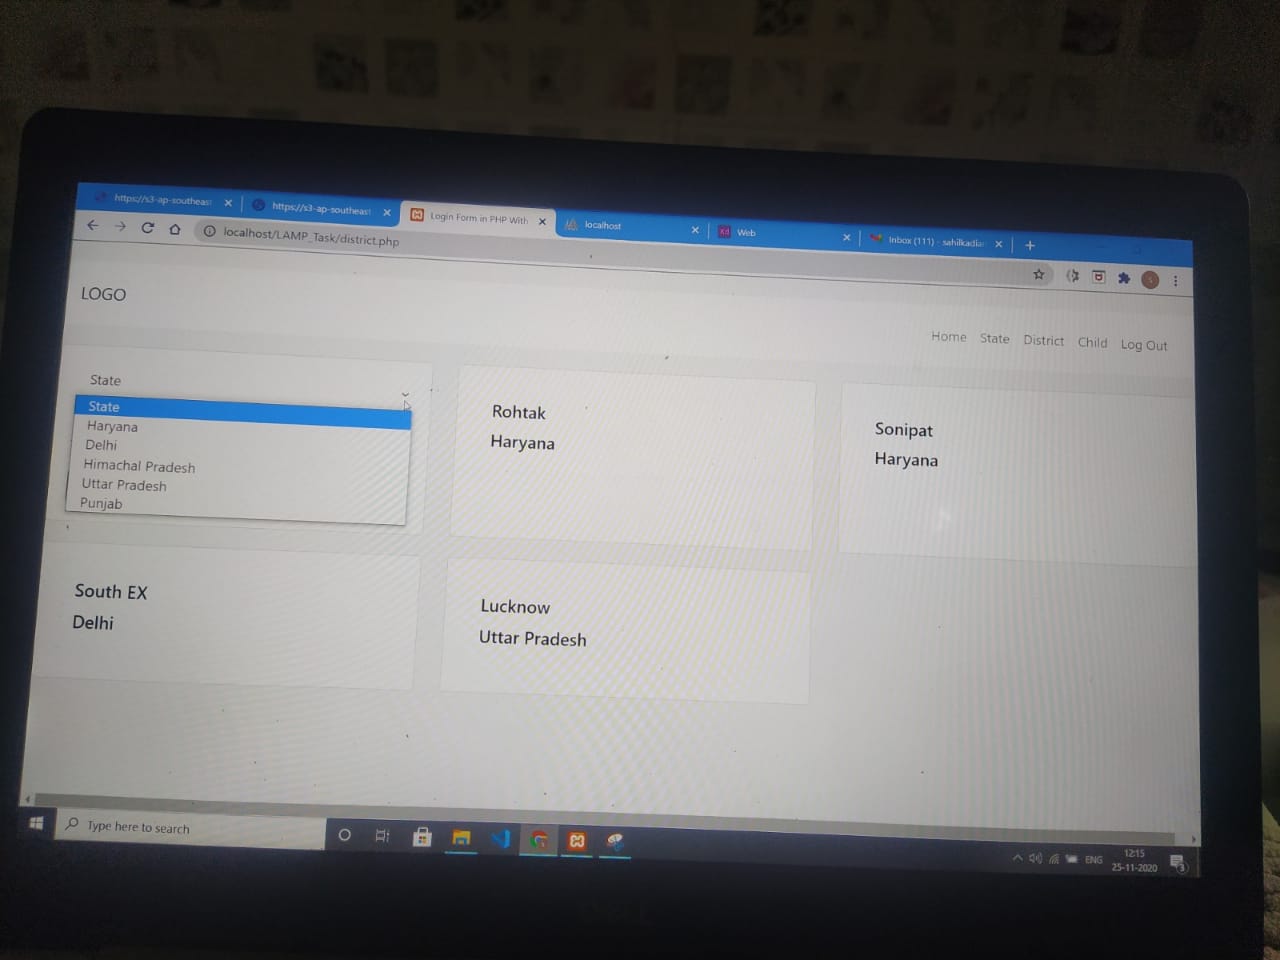 https://s3-ap-southeast
https://s3-ap-southeast
Login Form in PHP With
localhost
Web
Inbox (111) - sahilkadia
localhost/LAMP_Task/district.php
LOGO
Home State District Child Log Out
State
State
Haryana
Delhi
Himachal Pradesh
Uttar Pradesh
Punjab
Rohtak
Haryana
Sonipat
Haryana
South EX
Delhi
Lucknow
Uttar Pradesh
Type here to search
ENG
12:15
25-11-2020
3